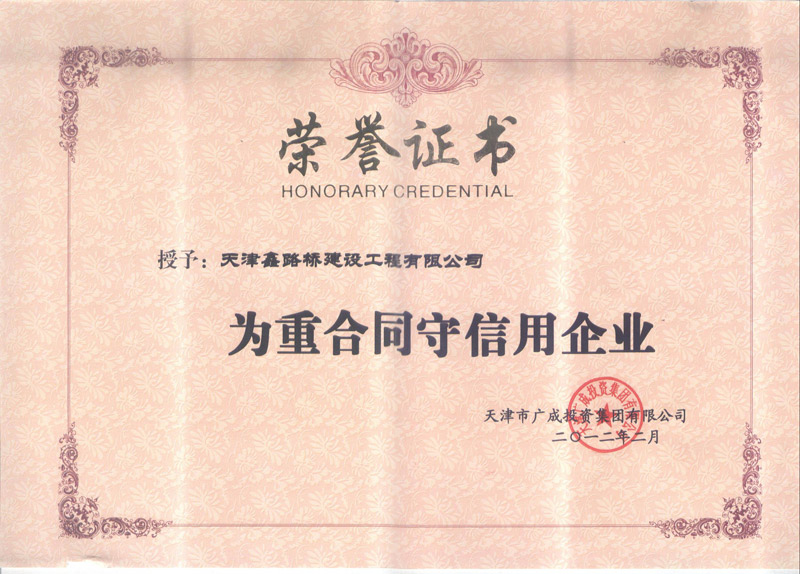 荣誉证书
HONORARY CREDENTIAL
授予：天津鑫路桥建设工程有限公司
为重合同守信用企业
天津市广成投资集团有限公司
二〇一二年二月